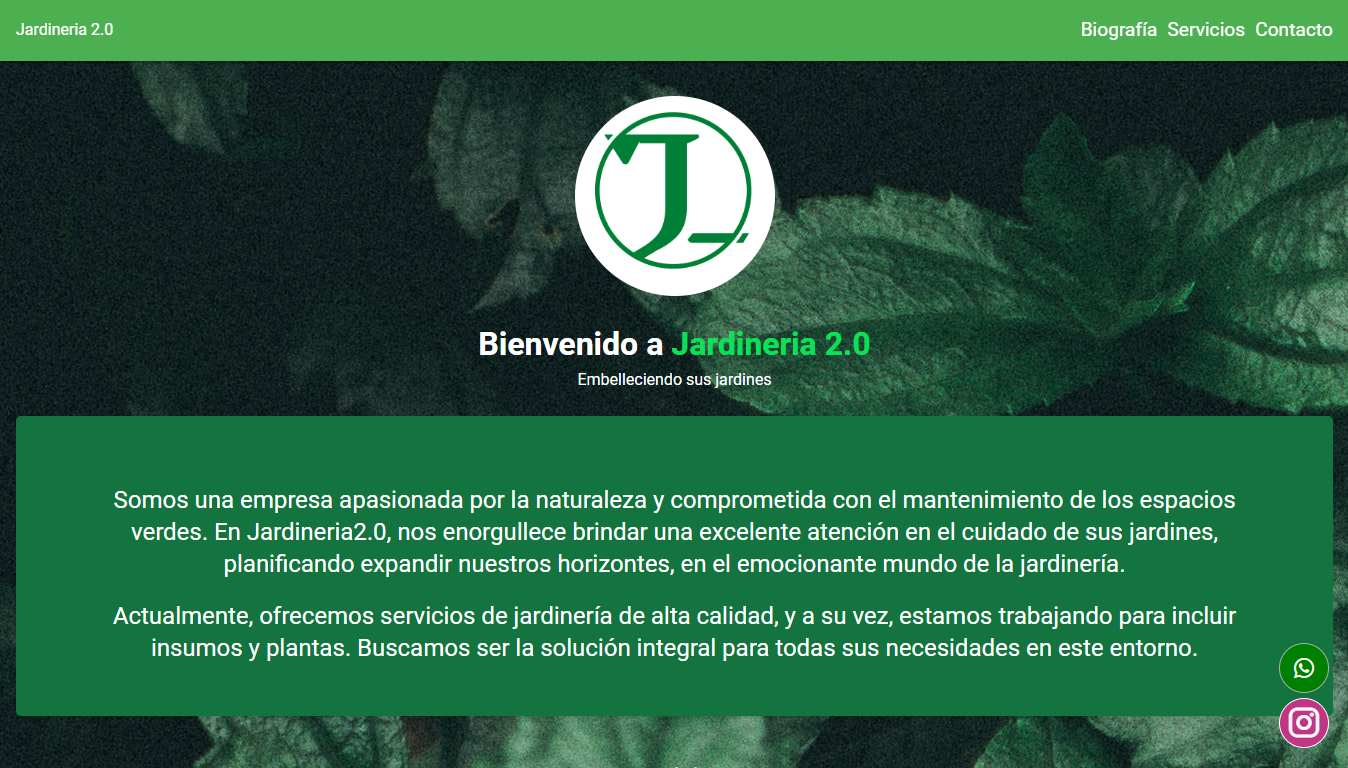 Jardineria 2.0
Biografía Servicios Contacto
J
Bienvenido a Jardineria 2.0
Embelleciendo sus jardines
Somos una empresa apasionada por la naturaleza y comprometida con el mantenimiento de los espacios
verdes. En Jardineria2.0, nos enorgullece brindar una excelente atención en el cuidado de sus jardines,
planificando expandir nuestros horizontes, en el emocionante mundo de la jardinería.
Actualmente, ofrecemos servicios de jardinería de alta calidad, y a su vez, estamos trabajando para incluir
insumos y plantas. Buscamos ser la solución integral para todas sus necesidades en este entorno.